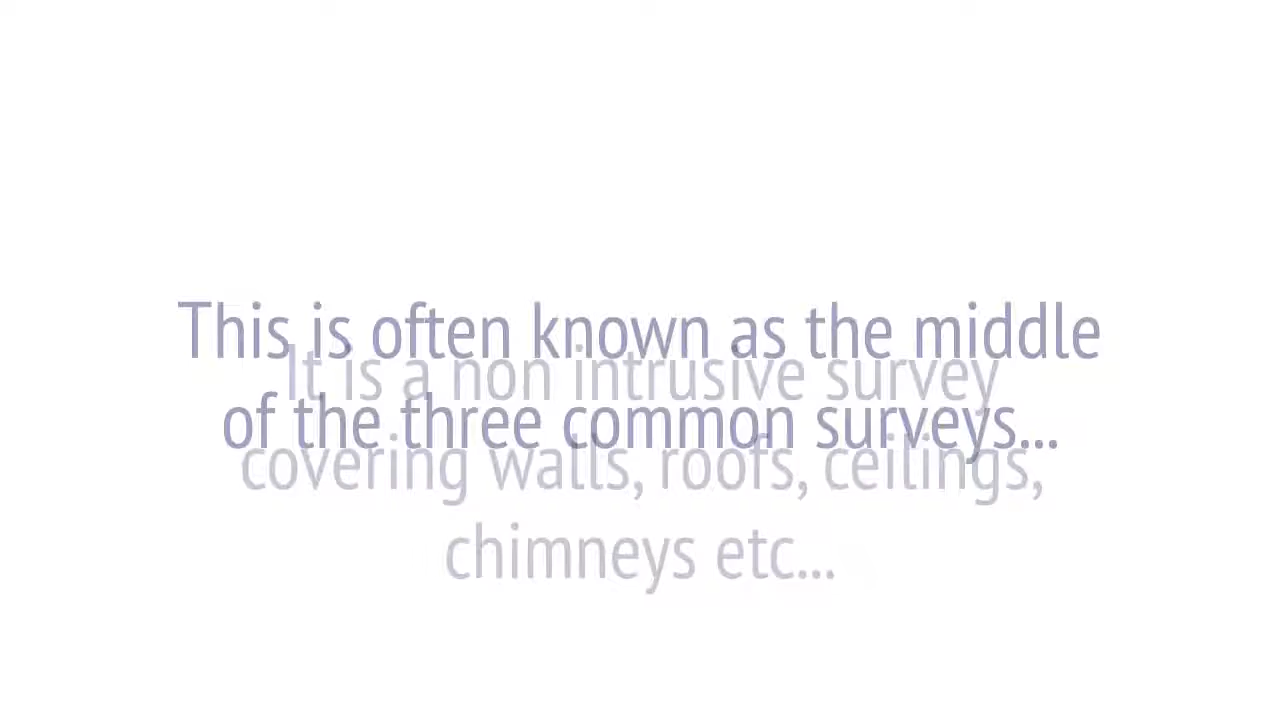 This is often known as the middle
of the three common surveys...
It is a non intrusive survey
covering walls, roofs, ceilings,
chimneys etc...